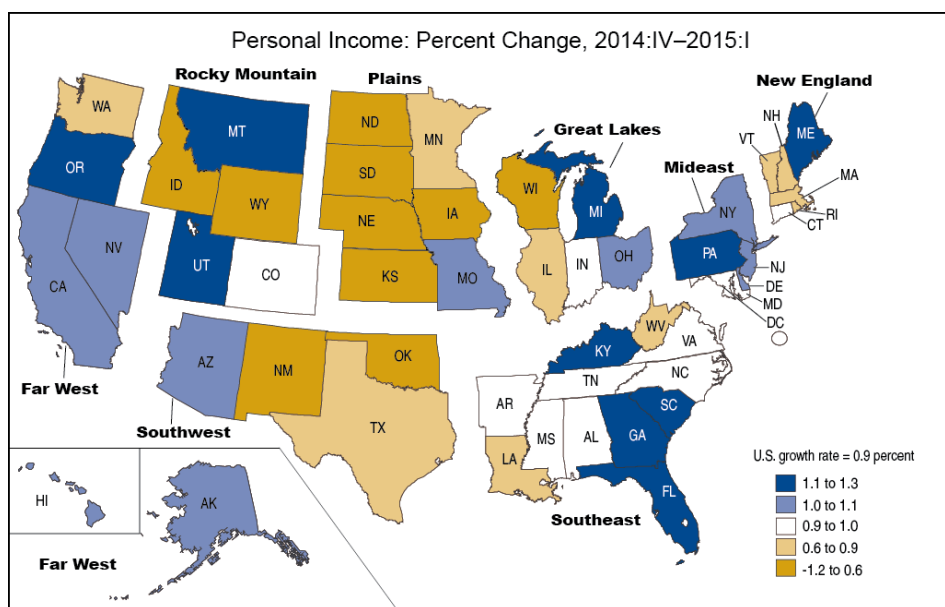 Personal Income: Percent Change, 2014:IV–2015:I
Rocky Mountain
Plains
New England
Great Lakes
Mideast
WA
OR
CA
NV
Far West
MT
ID
WY
UT
CO
ND
SD
NE
KS
MN
IA
MO
WI
MI
IL
IN
OH
NH
VT
ME
MA
RI
CT
NY
PA
NJ
DE
MD
DC
AZ
NM
OK
TX
Southwest
WV
VA
KY
TN
NC
AR
SC
MS
AL
GA
LA
FL
Southeast
HI
AK
Far West
U.S. growth rate = 0.9 percent
1.1 to 1.3
1.0 to 1.1
0.9 to 1.0
0.6 to 0.9
-1.2 to 0.6